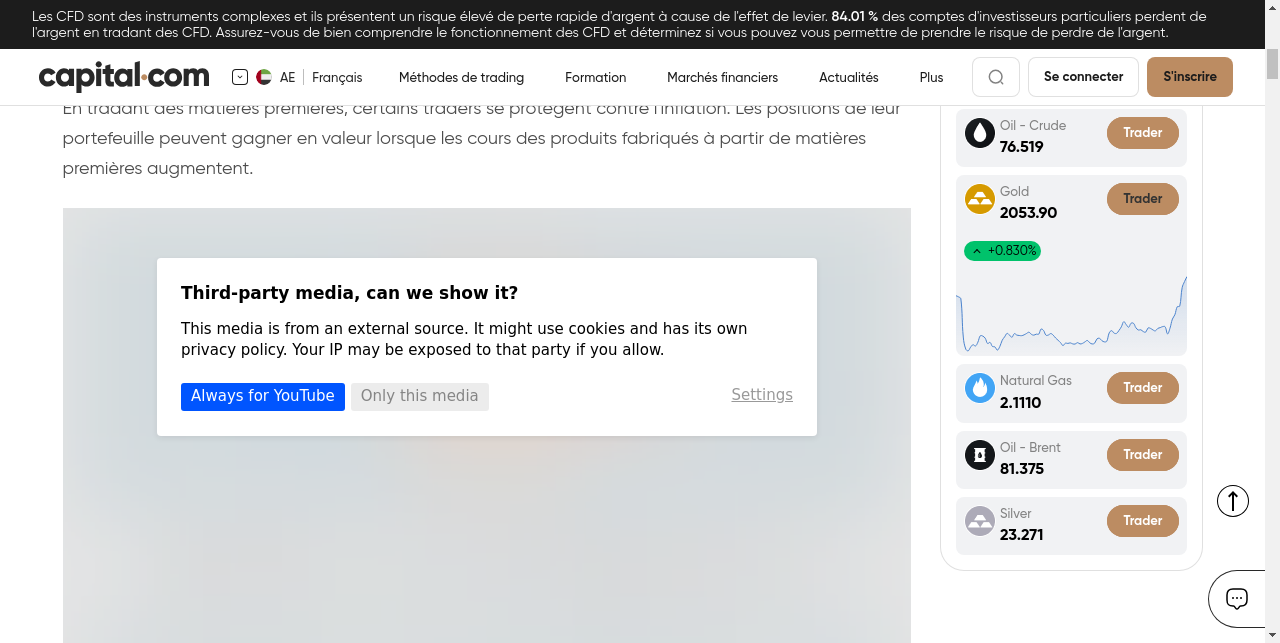 Les CFD sont des instruments complexes et ils présentent un risque élevé de perte rapide d'argent à cause de l'effet de levier. 84.01 % des comptes d'investisseurs particuliers perdent de
l'argent en tradant des CFD. Assurez-vous de bien comprendre le fonctionnement des CFD et déterminez si vous pouvez vous permettre de prendre le risque de perdre de l'argent.
capital.com
AE
Français
Méthodes de trading
Formation
Marchés financiers
Actualités
Plus
Se connecter
S'inscrire
En tradant des matières premières, certains traders se protègent contre l'inflation. Les positions de leur
portefeuille peuvent gagner en valeur lorsque les cours des produits fabriqués à partir de matières
premières augmentent.
Third-party media, can we show it?
This media is from an external source. It might use cookies and has its own
privacy policy. Your IP may be exposed to that party if you allow.
Always for YouTube
Only this media
Settings
Oil - Crude
76.519
Trader
Gold
2053.90
Trader
+0.830%
Natural Gas
2.1110
Trader
Oil - Brent
81.375
Trader
Silver
23.271
Trader